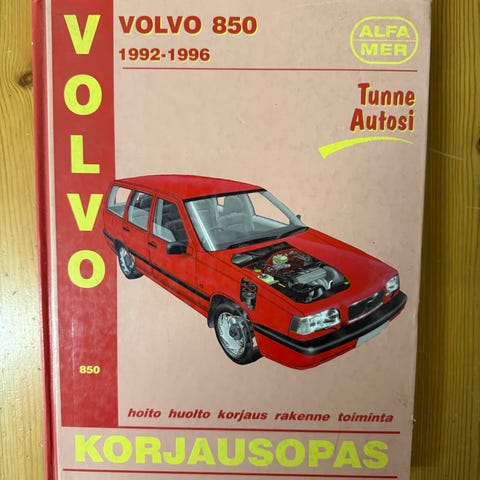 VOLVO
VOLVO 850
1992-1996
ALFA
MER
Tunne
Autosi
850
hoito huolto korjaus rakenne toiminta
KORJAUSOPAS